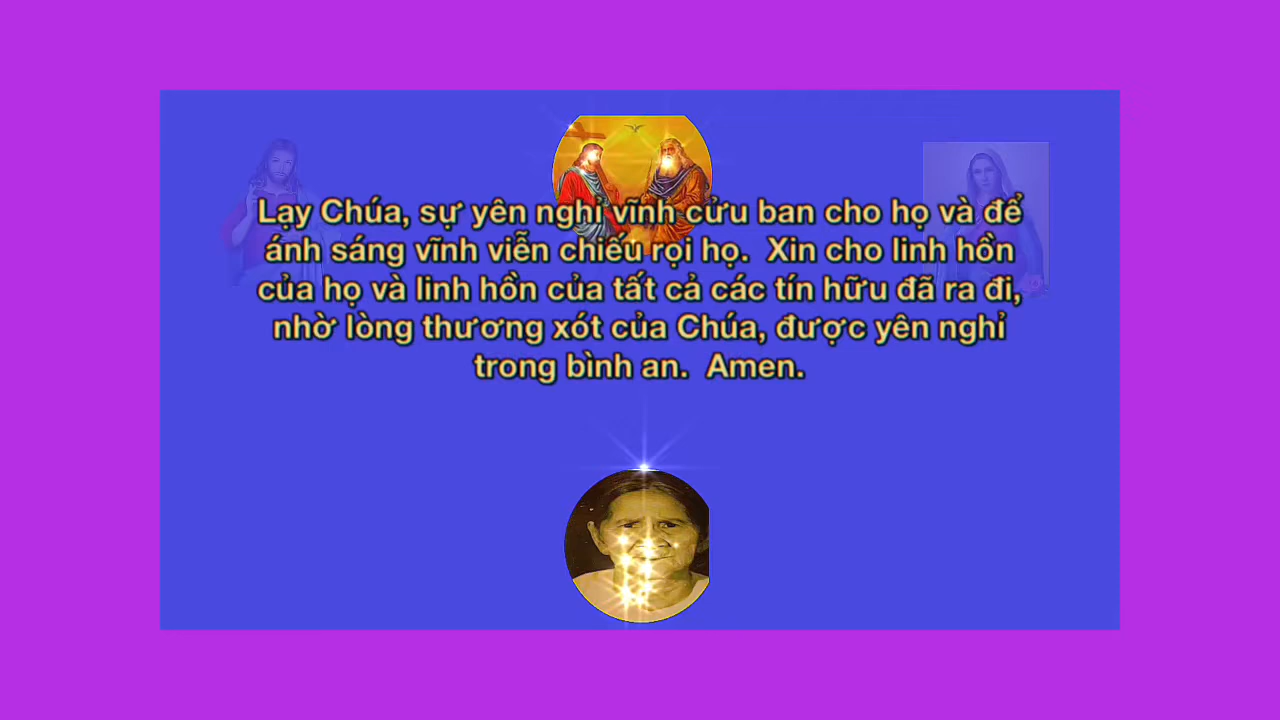 Lạy Chúa, sự yên nghỉ vĩnh cửu ban cho họ và để
ánh sáng vĩnh viễn chiếu rọi họ.  Xin cho linh hồn
của họ và linh hồn của tất cả các tín hữu đã ra đi,
nhờ lòng thương xót của Chúa, được yên nghỉ
trong bình an.  Amen.